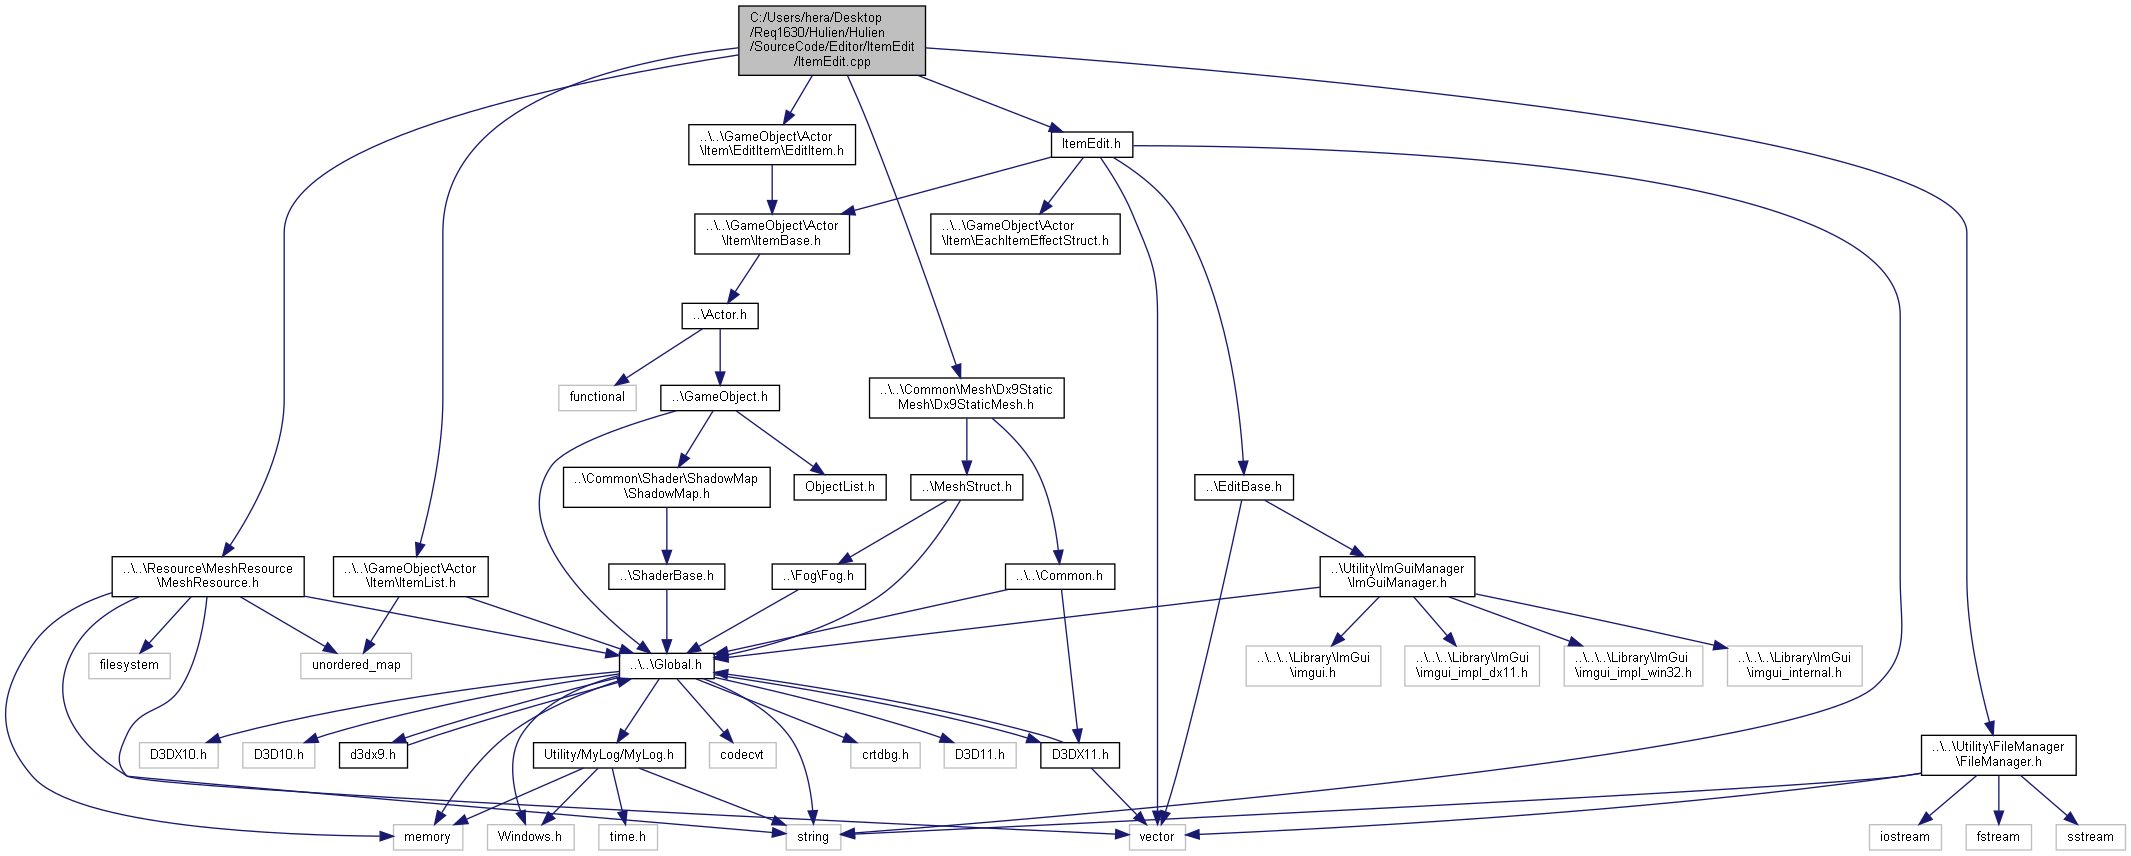 C:/Users/hera/Desktop
/Req1630/Hulien/Hulien
/SourceCode/Editor/ItemEdit
/ItemEdit.cpp
..\..\GameObject\Actor
\Item\EditItem\EditItem.h
ItemEdit.h
..\..\GameObject\Actor
\Item\ItemBase.h
..\..\GameObject\Actor
\Item\EachItemEffectStruct.h
..\Actor.h
functional
..\GameObject.h
..\..\Common\Mesh\Dx9Static
Mesh\Dx9StaticMesh.h
..\Common\Shader\ShadowMap
\ShadowMap.h
ObjectList.h
..\MeshStruct.h
..\EditBase.h
..\..\Resource\MeshResource
\MeshResource.h
..\..\GameObject\Actor
\Item\ItemList.h
..\ShaderBase.h
..\Fog\Fog.h
..\..\Common.h
..\Utility\ImGuiManager
\ImGuiManager.h
filesystem
unordered_map
..\..\Global.h
..\..\..\Library\ImGui
\imgui.h
..\..\..\Library\ImGui
\imgui_impl_dx11.h
..\..\..\Library\ImGui
\imgui_impl_win32.h
..\..\..\Library\ImGui
\imgui_internal.h
D3DX10.h
D3D10.h
d3dx9.h
Utility/MyLog/MyLog.h
codecvt
crtdbg.h
D3D11.h
D3DX11.h
..\..\Utility\FileManager
\FileManager.h
memory
Windows.h
time.h
string
vector
iostream
fstream
sstream